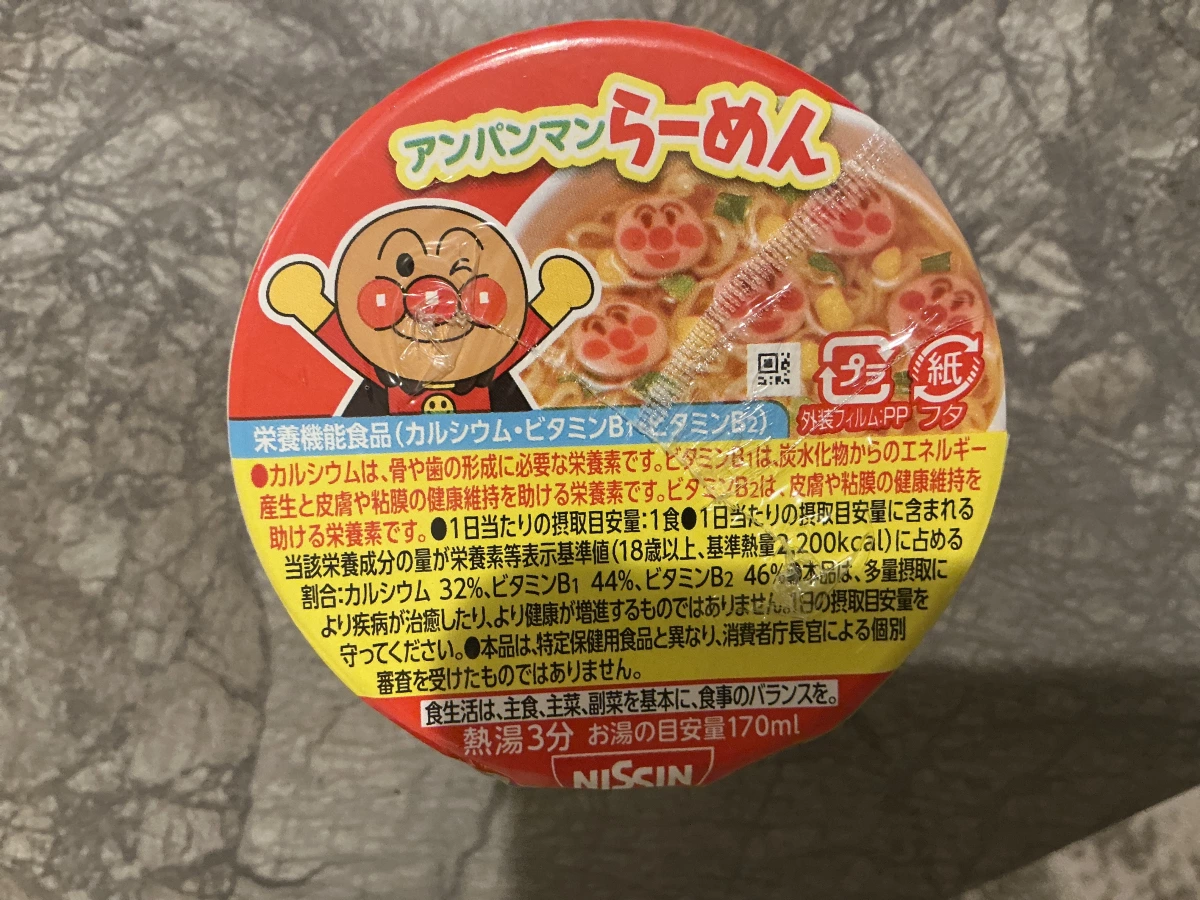 アンパンマンらーめん
プラ
紙
外装フィルム:PP
フタ
栄養機能食品(カルシウム・ビタミンB1・ビタミンB2)
●カルシウムは、骨や歯の形成に必要な栄養素です。ビタミンB1は、炭水化物からのエネルギー
産生と皮膚や粘膜の健康維持を助ける栄養素です。ビタミンB2は、皮膚や粘膜の健康維持を
助ける栄養素です。●1日当たりの摂取目安量:1食●1日当たりの摂取目安量に含まれる
当該栄養成分の量が栄養素等表示基準値(18歳以上、基準熱量2,200kcal)に占める
割合:カルシウム 32%、ビタミンB1 44%、ビタミンB2 46%●本品は、多量摂取に
より疾病が治癒したり、より健康が増進するものではありません。1日の摂取目安量を
守ってください。●本品は、特定保健用食品と異なり、消費者庁長官による個別
審査を受けたものではありません。
食生活は、主食、主菜、副菜を基本に、食事のバランスを。
熱湯3分 お湯の目安量170ml
NISSIN